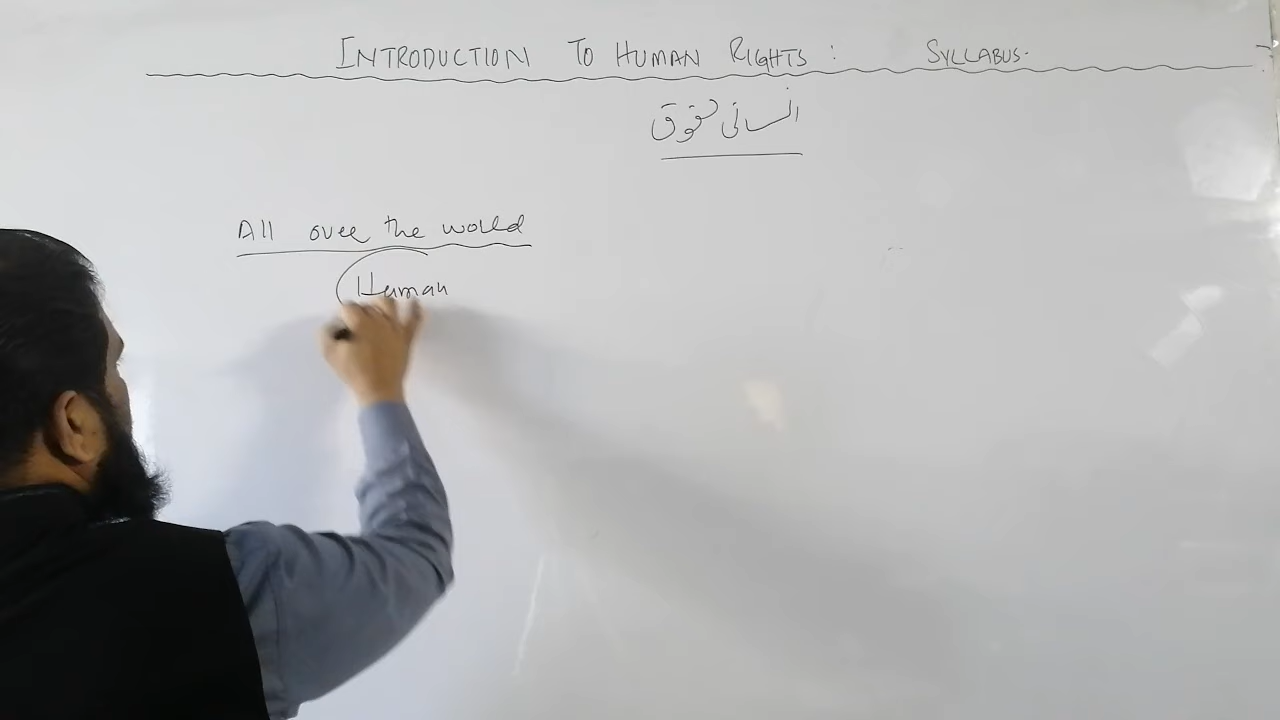 INTRODUCTION TO HUMAN RIGHTS: SYLLABUS.
انسانی حقوق
All over the world
Human